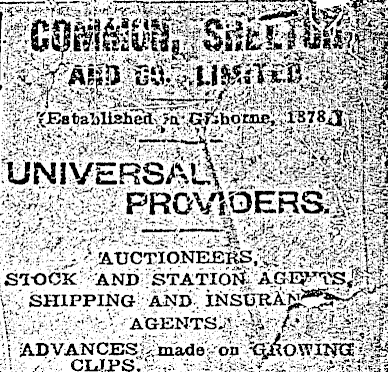 COMMON, SHELTON
AND CO. LIMITED
(Established in Gisborne, 1878.)
UNIVERSAL
PROVIDERS.
AUCTIONEERS,
STOCK AND STATION AGENTS,
SHIPPING AND INSURANCE
AGENTS.
ADVANCES made on GROWING
CLIPS.